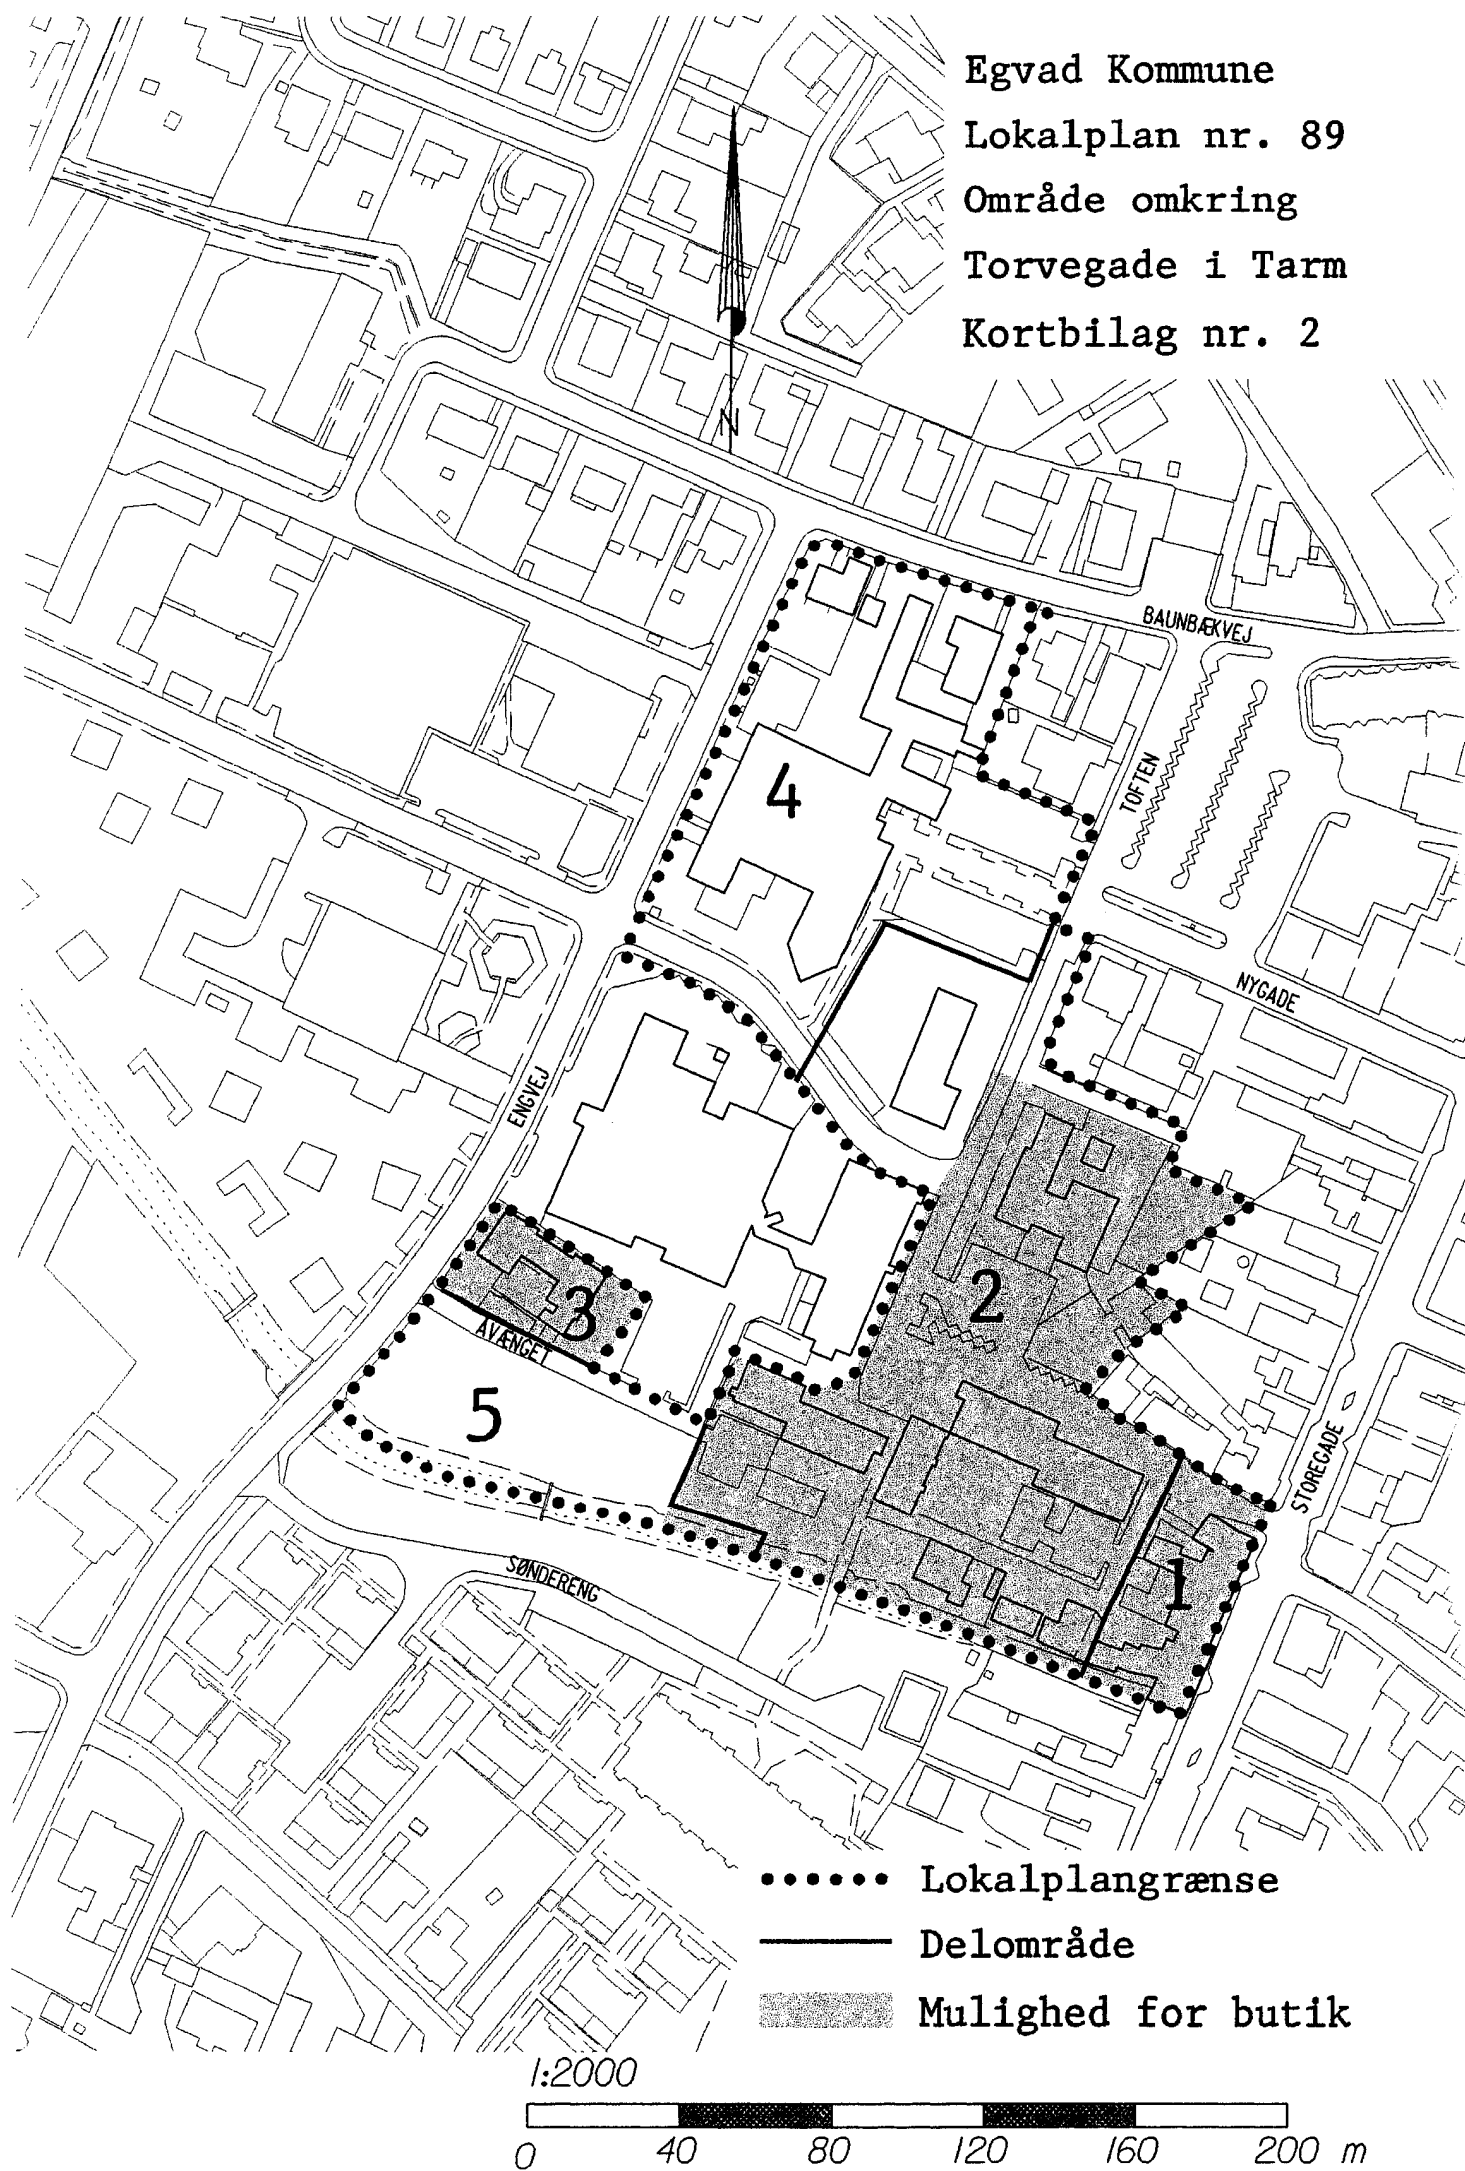 Egvad Kommune
Lokalplan nr. 89
Område omkring
Torvegade i Tarm
Kortbilag nr. 2
N
BAUNBÆKVEJ
TOFTEN
4
NYGADE
ENGVEJ
2
3
ÅVÆNGET
5
STOREGADE
1
SØNDERENG
Lokalplangrænse
Delområde
Mulighed for butik
1:2000
0 40 80 120 160 200 m